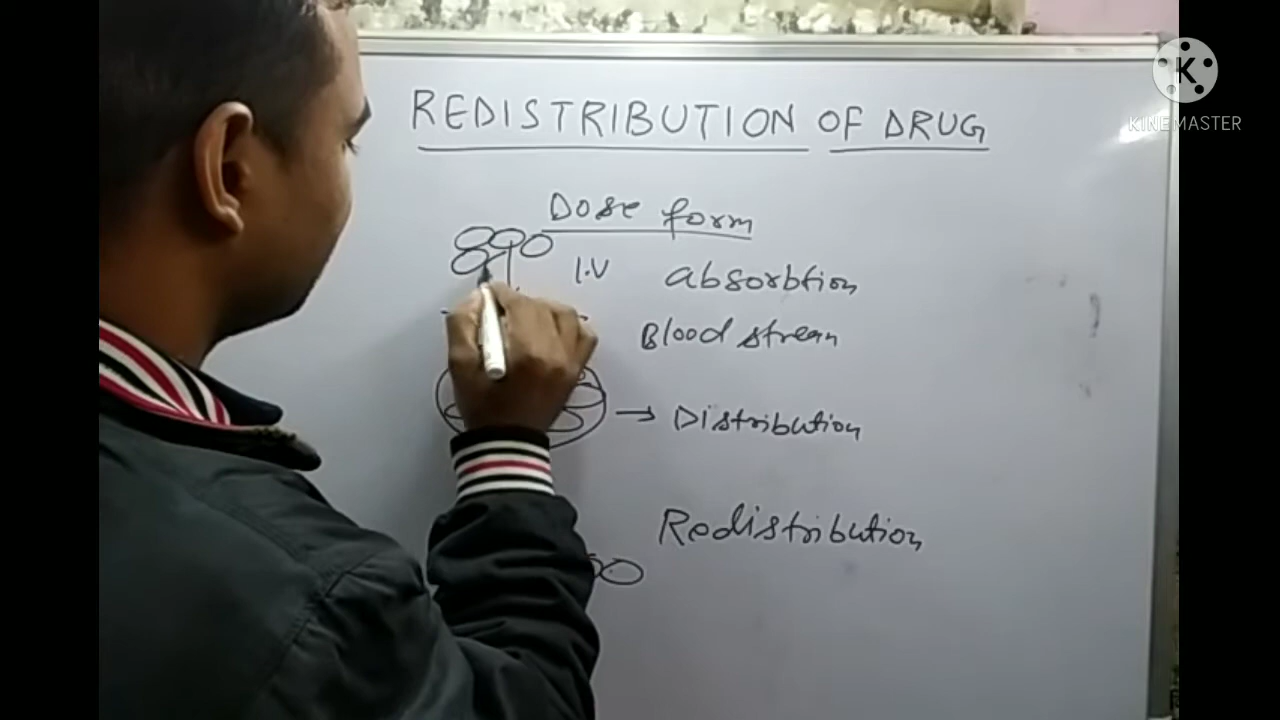 REDISTRIBUTION OF DRUG
Dose form
I.V absorbtion
Blood stream
→ Distribution
Redistribution
K
KINEMASTER